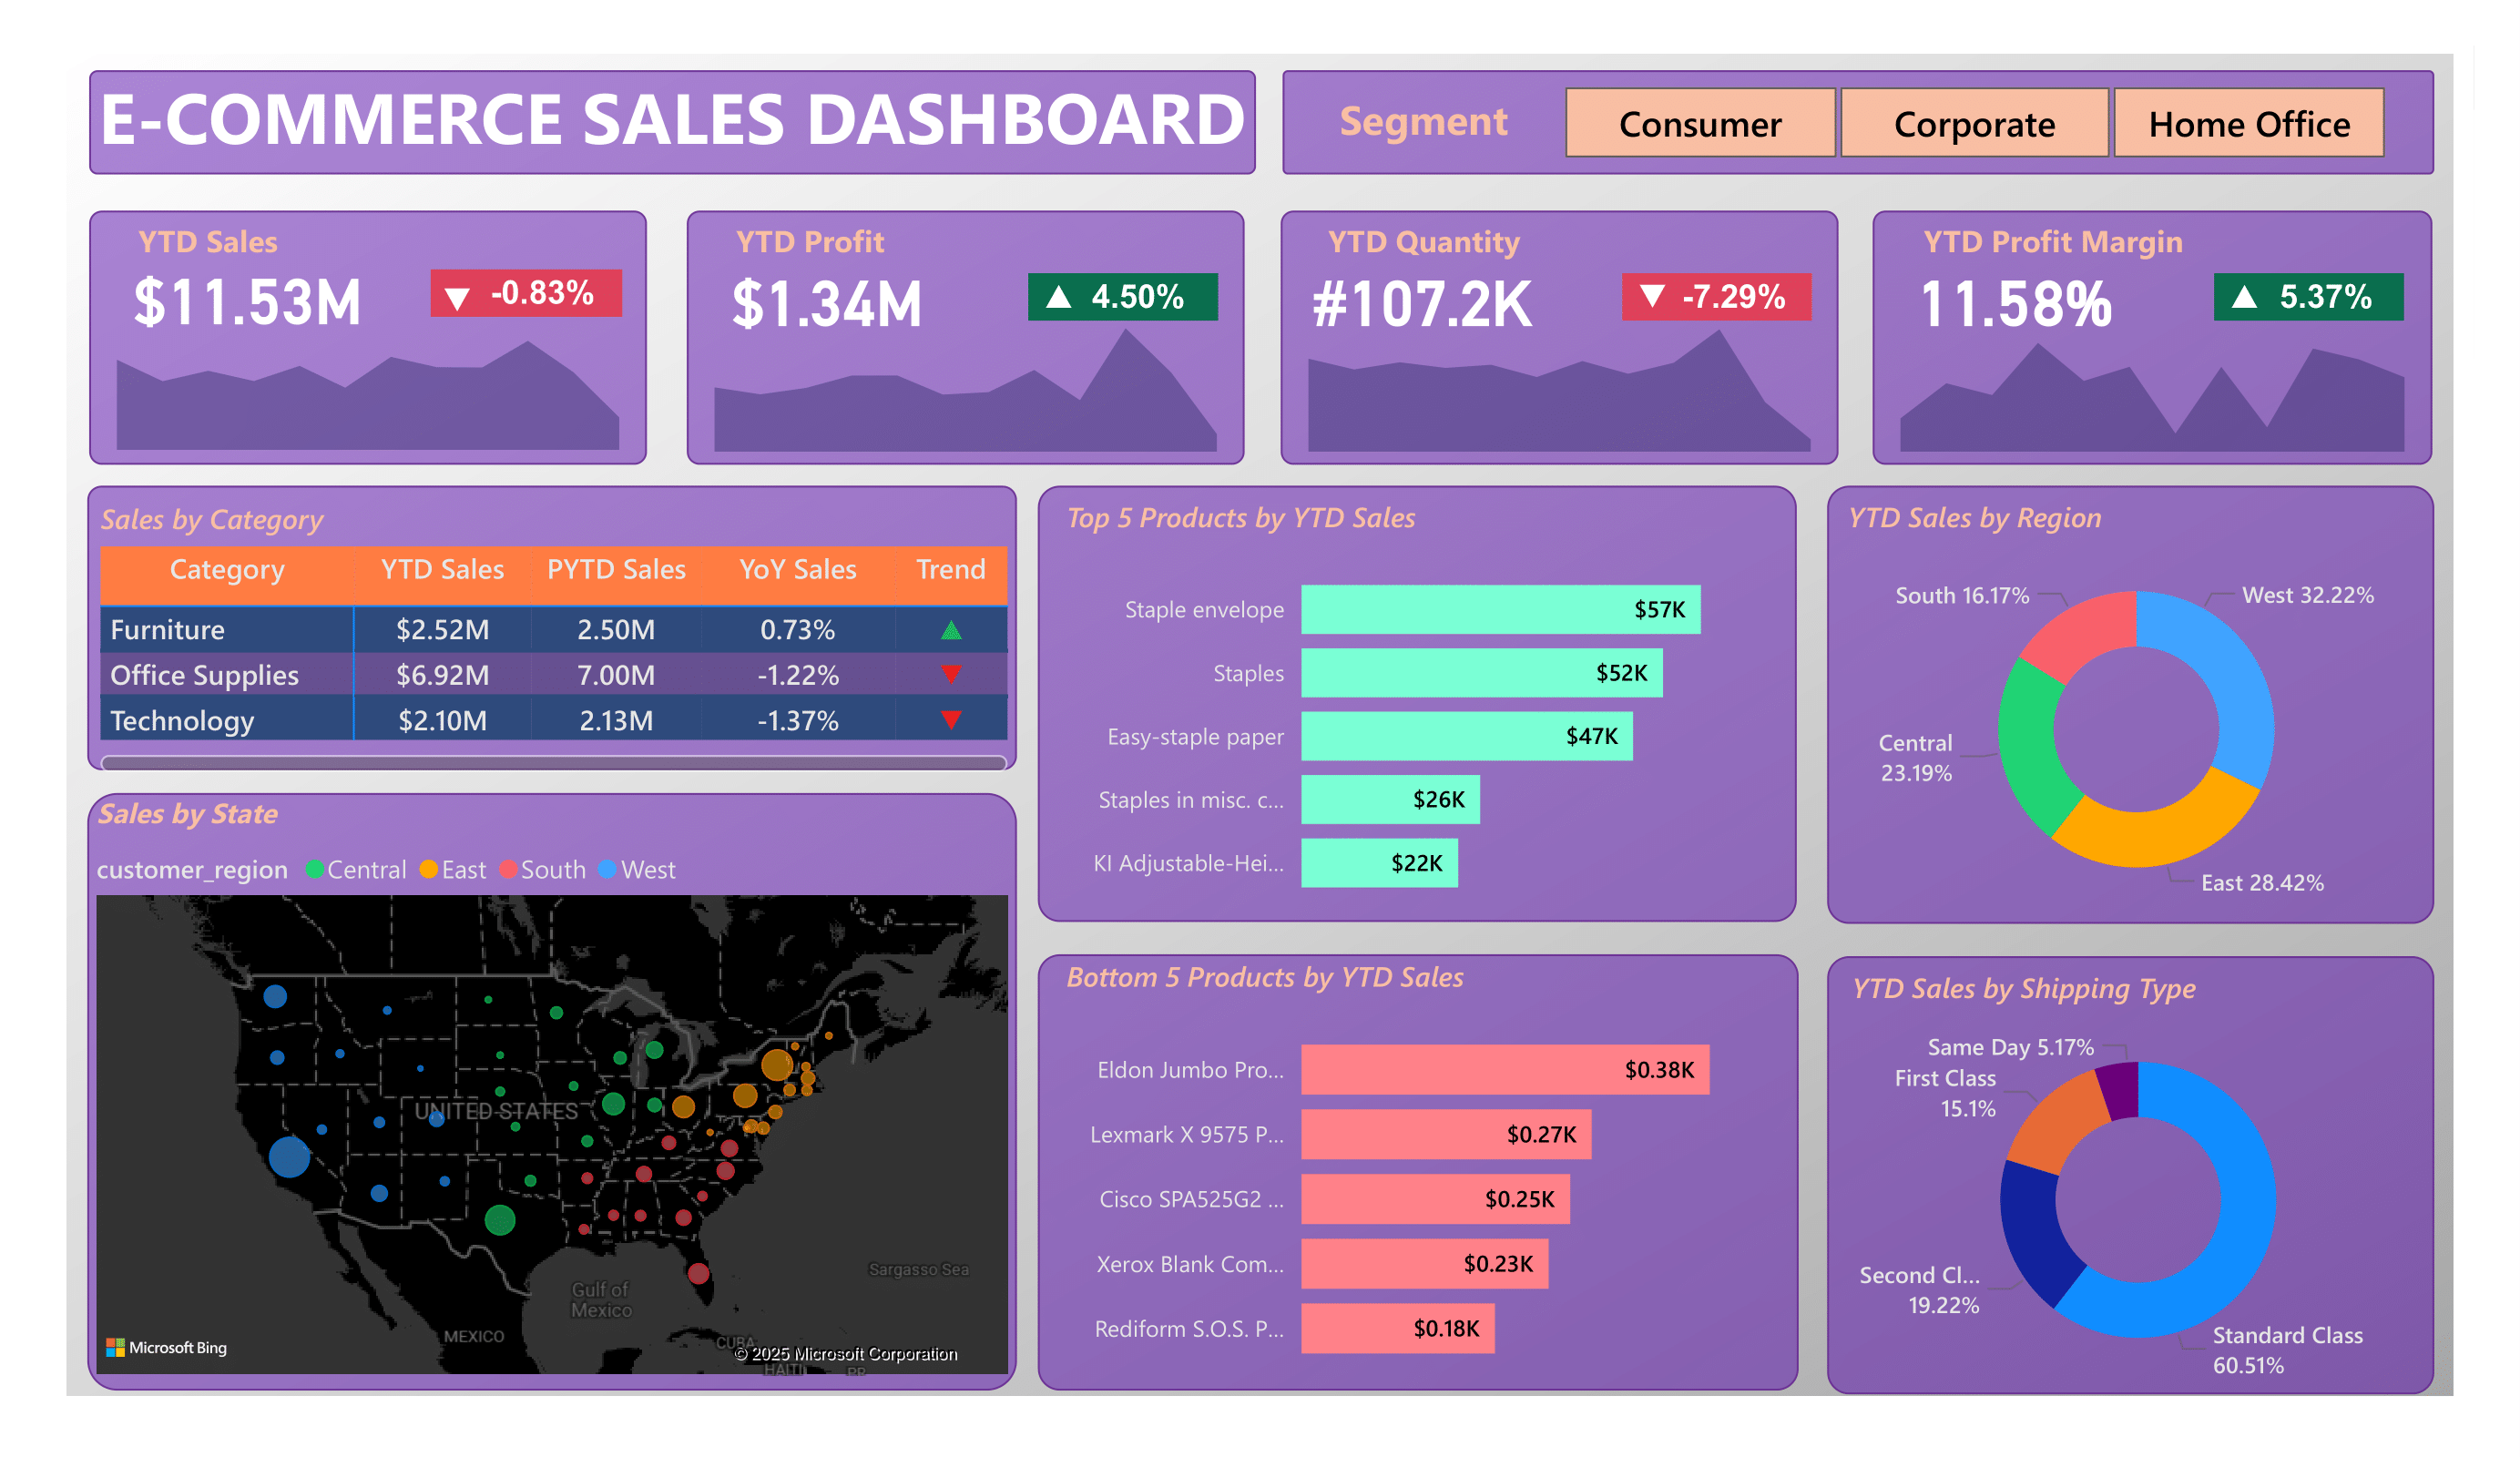 E-COMMERCE SALES DASHBOARD
Segment
Consumer
Corporate
Home Office
YTD Sales
$11.53M
-0.83%
YTD Profit
$1.34M
4.50%
YTD Quantity
#107.2K
-7.29%
YTD Profit Margin
11.58%
5.37%
Sales by Category
Category YTD Sales PYTD Sales YoY Sales Trend
Furniture $2.52M 2.50M 0.73%
Office Supplies $6.92M 7.00M -1.22%
Technology $2.10M 2.13M -1.37%
Top 5 Products by YTD Sales
Staple envelope $57K
Staples $52K
Easy-staple paper $47K
Staples in misc. c... $26K
KI Adjustable-Hei... $22K
YTD Sales by Region
South 16.17%
West 32.22%
Central
23.19%
East 28.42%
Sales by State
customer_region Central East South West
UNITED STATES
Gulf of
Mexico
Sargasso Sea
MEXICO
CUBA
HAITI
PR
Microsoft Bing
© 2025 Microsoft Corporation
Bottom 5 Products by YTD Sales
Eldon Jumbo Pro... $0.38K
Lexmark X 9575 P... $0.27K
Cisco SPA525G2 ... $0.25K
Xerox Blank Com... $0.23K
Rediform S.O.S. P... $0.18K
YTD Sales by Shipping Type
Same Day 5.17%
First Class
15.1%
Second Cl...
19.22%
Standard Class
60.51%